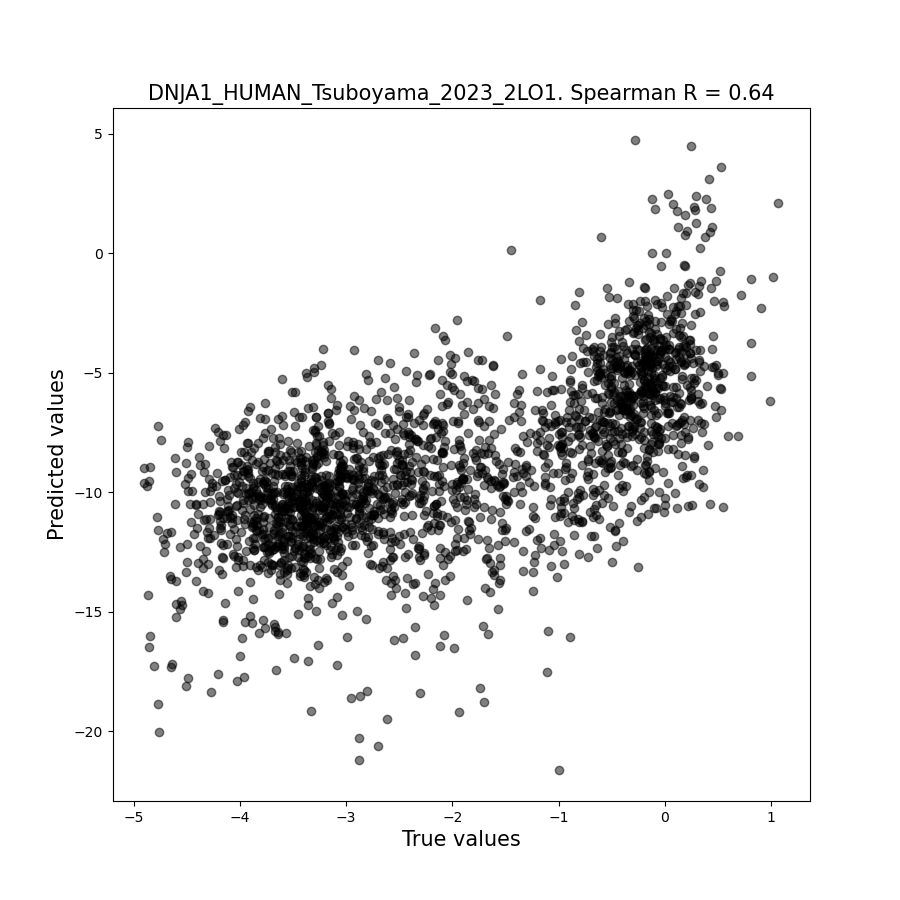 DNJA1_HUMAN_Tsuboyama_2023_2LO1. Spearman R = 0.64
5
0
−5
−10
−15
−20
Predicted values
−5 −4 −3 −2 −1 0 1
True values